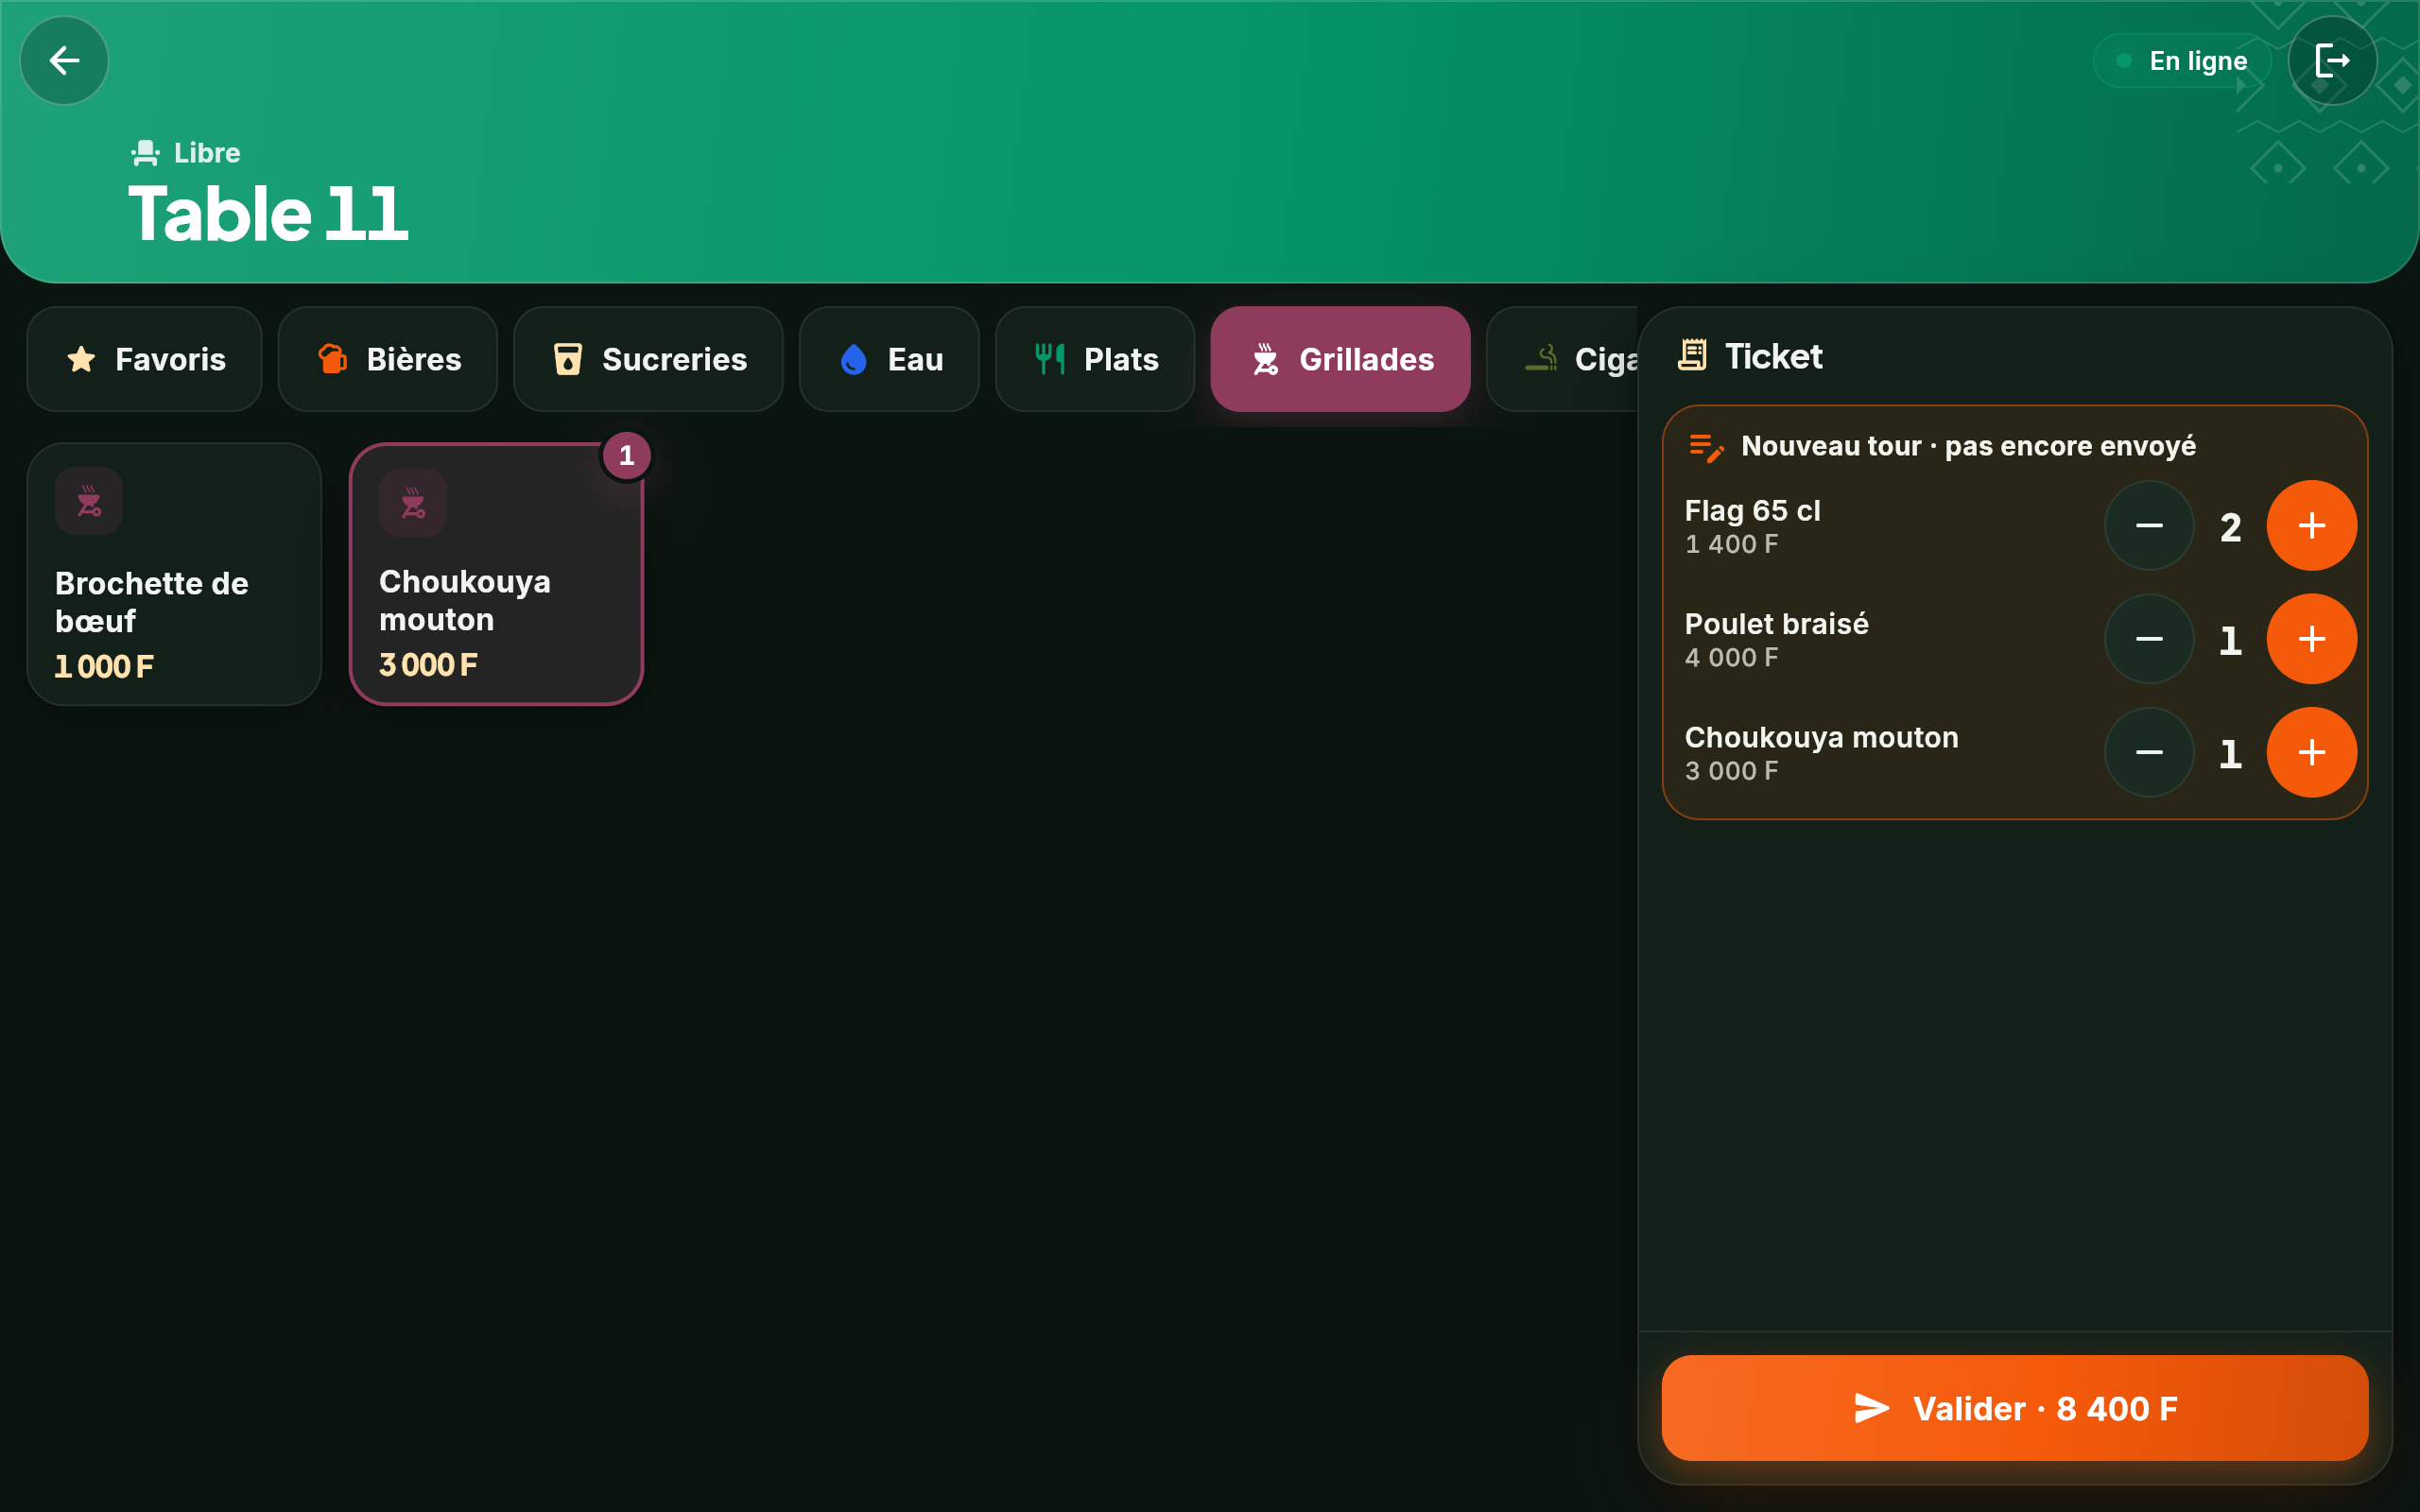 En ligne
Libre
Table 11
Favoris
Bières
Sucreries
Eau
Plats
Grillades
Ciga
Ticket
Nouveau tour · pas encore envoyé
Flag 65 cl
1 400 F
2
Poulet braisé
4 000 F
1
Choukouya mouton
3 000 F
1
Brochette de
bœuf
1 000 F
1
Choukouya
mouton
3 000 F
Valider · 8 400 F